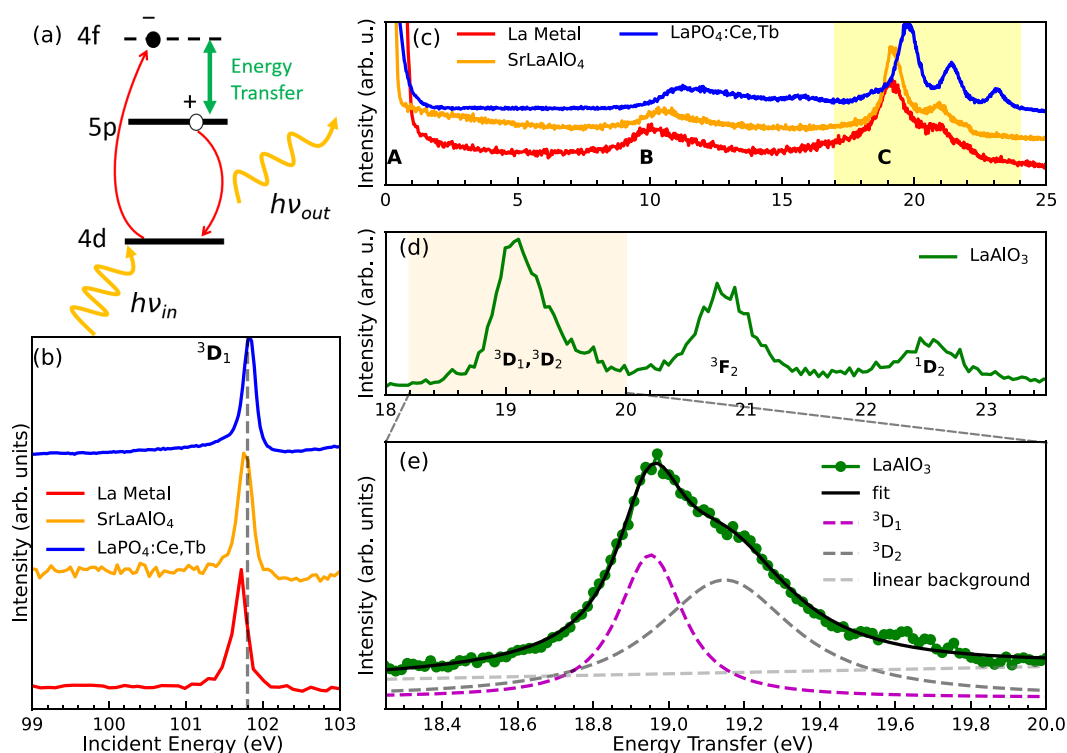 (a)
4f
−
Energy
Transfer
+
5p
hν_out
4d
hν_in
(b)
³D₁
Intensity (arb. units)
La Metal
SrLaAlO₄
LaPO₄:Ce,Tb
99 100 101 102 103
Incident Energy (eV)
(c)
Intensity (arb. u.)
La Metal
SrLaAlO₄
LaPO₄:Ce,Tb
A
B
C
0 5 10 15 20 25
(d)
Intensity (arb. u.)
LaAlO₃
³D₁,³D₂
³F₂
¹D₂
18 19 20 21 22 23
(e)
Intensity (arb. units)
LaAlO₃
fit
³D₁
³D₂
linear background
18.4 18.6 18.8 19.0 19.2 19.4 19.6 19.8 20.0
Energy Transfer (eV)